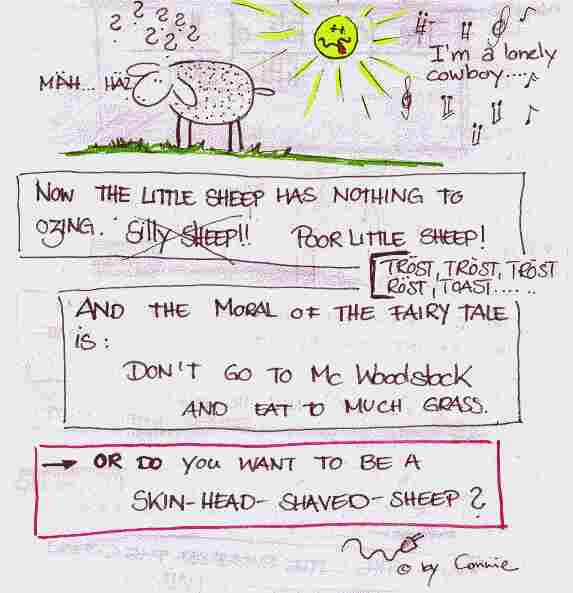 I'm a lonely
cowboy....
MÄH... HÄ?
NOW THE LITTLE SHEEP HAS NOTHING TO
OZING. Silly SHEEP!! POOR LITTLE SHEEP!
TRÖST, TRÖST, TRÖST
RÖST, TOAST......
AND THE MORAL OF THE FAIRY TALE
is:
DON'T GO TO Mc Woodstock
AND EAT TO MUCH GRASS.
→ OR DO you WANT TO BE A
SKIN-HEAD-SHAVED-SHEEP?
© by Connie